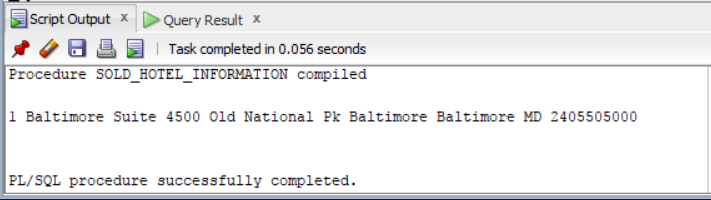 Script Output x Query Result x
Task completed in 0.056 seconds
Procedure SOLD_HOTEL_INFORMATION compiled
1 Baltimore Suite 4500 Old National Pk Baltimore Baltimore MD 2405505000
PL/SQL procedure successfully completed.